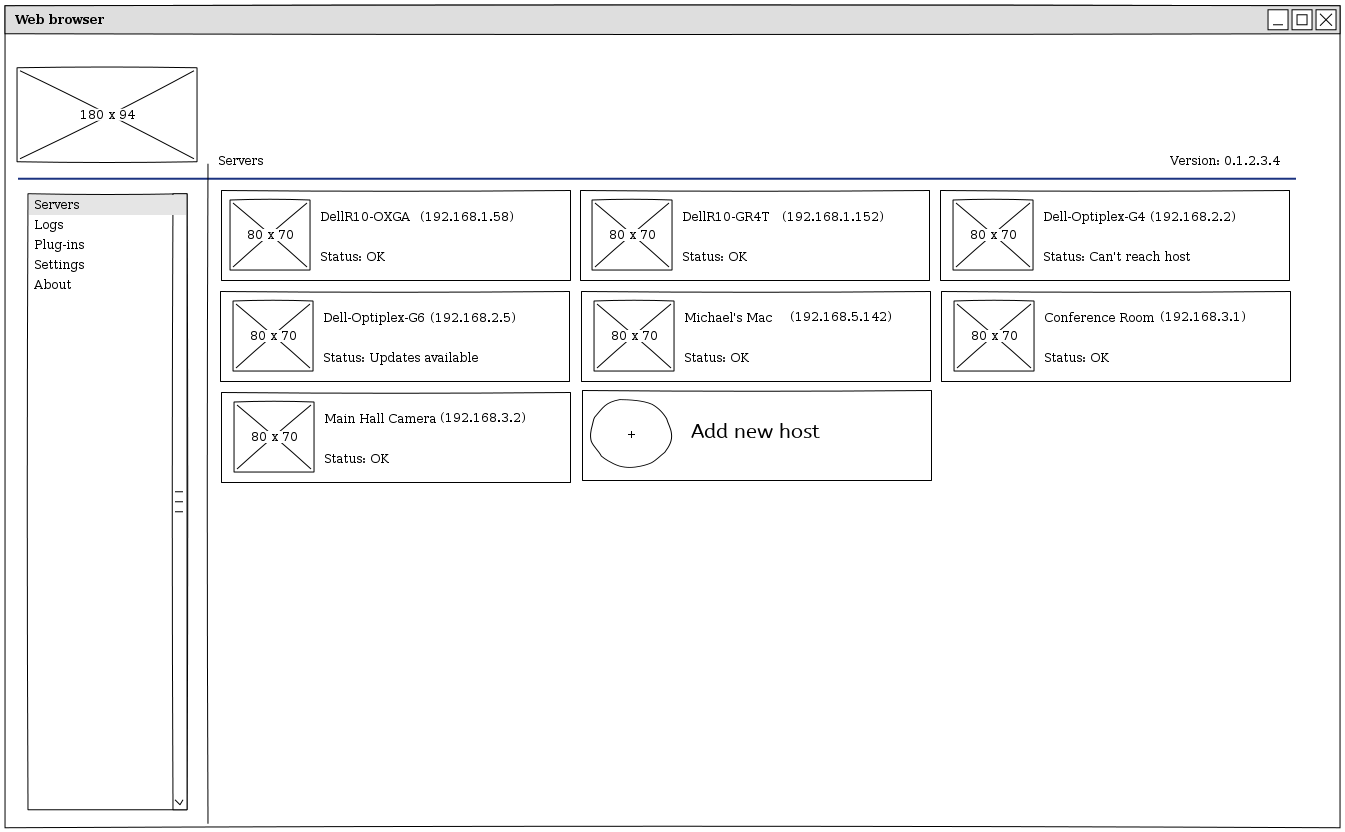 Web browser
180 x 94
Servers
Version: 0.1.2.3.4
Servers
Logs
Plug-ins
Settings
About
80 x 70
DellR10-OXGA (192.168.1.58)
Status: OK
80 x 70
DellR10-GR4T (192.168.1.152)
Status: OK
80 x 70
Dell-Optiplex-G4 (192.168.2.2)
Status: Can't reach host
80 x 70
Dell-Optiplex-G6 (192.168.2.5)
Status: Updates available
80 x 70
Michael's Mac (192.168.5.142)
Status: OK
80 x 70
Conference Room (192.168.3.1)
Status: OK
80 x 70
Main Hall Camera (192.168.3.2)
Status: OK
+
Add new host